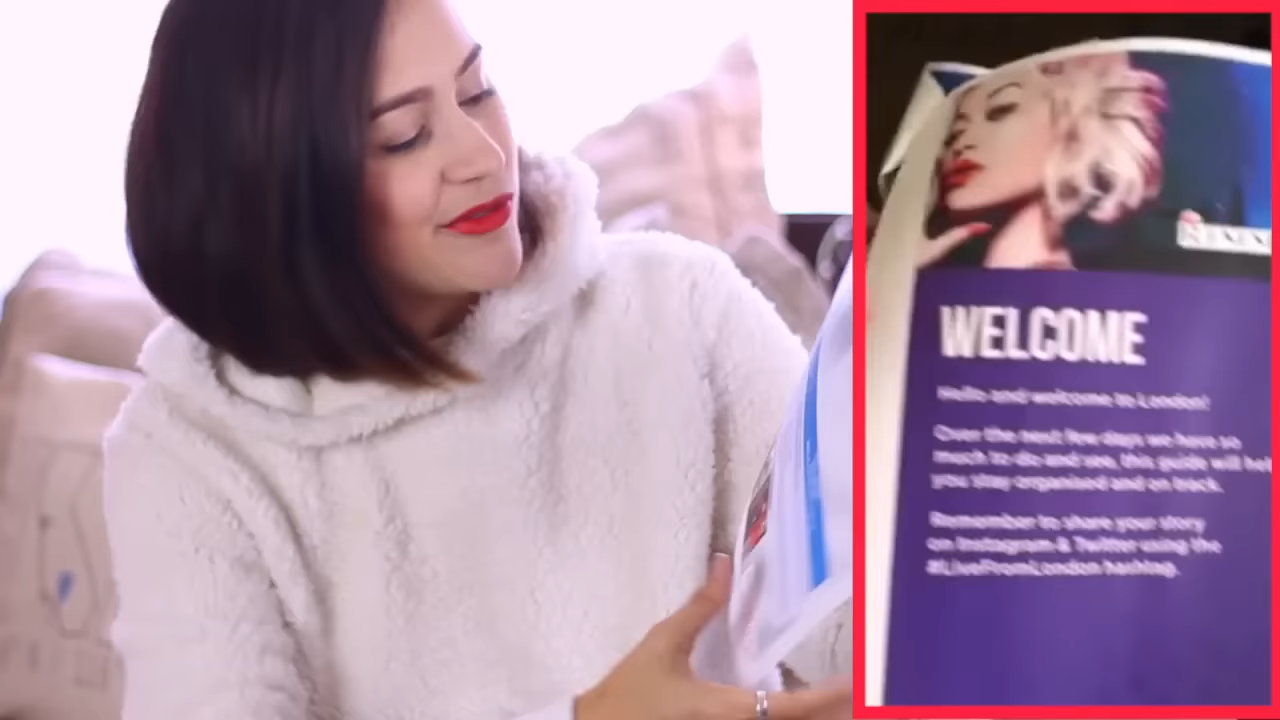 RIMM
WELCOME
Hello and welcome to London!
Over the next few days we have so
much to do and see, this guide will hel
you stay organised and on track.
Remember to share your story
on Instagram & Twitter using the
#LiveFromLondon hashtag.